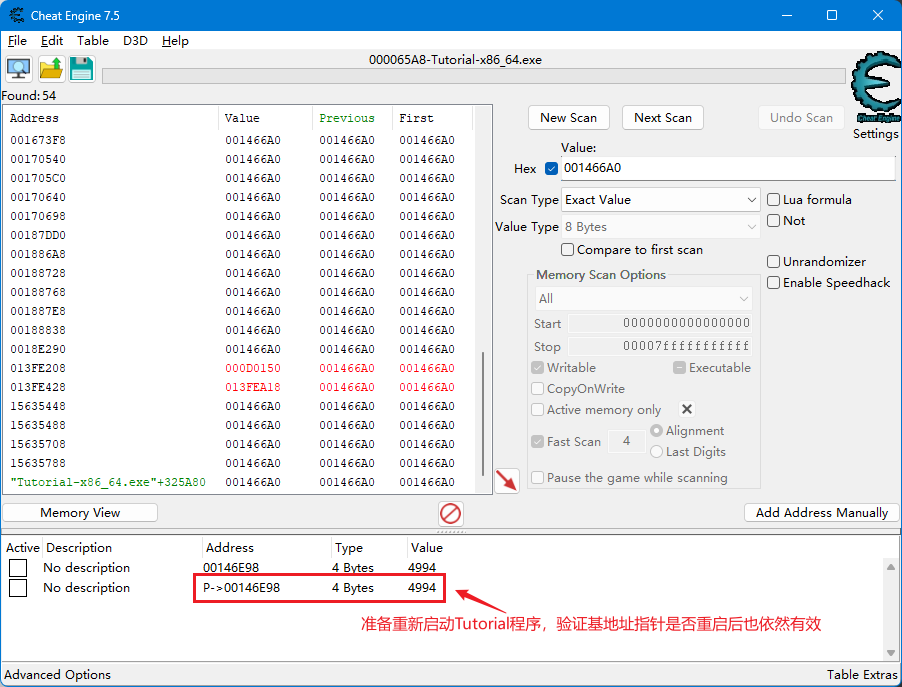 Cheat Engine 7.5
File Edit Table D3D Help
000065A8-Tutorial-x86_64.exe
Found: 54
Cheat Engine
Settings
Address Value Previous First
001673F8 001466A0 001466A0 001466A0
00170540 001466A0 001466A0 001466A0
001705C0 001466A0 001466A0 001466A0
00170640 001466A0 001466A0 001466A0
00170698 001466A0 001466A0 001466A0
00187DD0 001466A0 001466A0 001466A0
001886A8 001466A0 001466A0 001466A0
00188728 001466A0 001466A0 001466A0
00188768 001466A0 001466A0 001466A0
001887E8 001466A0 001466A0 001466A0
00188838 001466A0 001466A0 001466A0
0018E290 001466A0 001466A0 001466A0
013FE208 000D0150 001466A0 001466A0
013FE428 013FEA18 001466A0 001466A0
15635448 001466A0 001466A0 001466A0
15635488 001466A0 001466A0 001466A0
15635708 001466A0 001466A0 001466A0
15635788 001466A0 001466A0 001466A0
"Tutorial-x86_64.exe"+325A80 001466A0 001466A0 001466A0
New Scan Next Scan Undo Scan
Value:
Hex 001466A0
Scan Type Exact Value
Lua formula
Value Type 8 Bytes
Not
Compare to first scan
Unrandomizer
Enable Speedhack
Memory Scan Options
All
Start 0000000000000000
Stop 00007fffffffffff
Writable Executable
CopyOnWrite
Active memory only
Fast Scan 4
Alignment
Last Digits
Pause the game while scanning
Memory View Add Address Manually
Active Description Address Type Value
No description 00146E98 4 Bytes 4994
No description P->00146E98 4 Bytes 4994
准备重新启动Tutorial程序，验证基地址指针是否重启后也依然有效
Advanced Options Table Extras